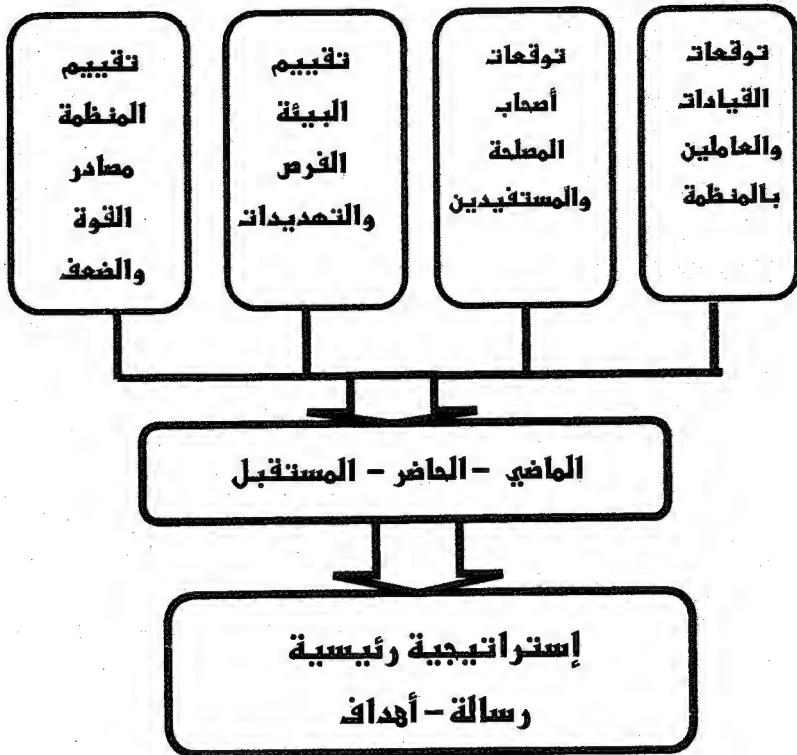 توقعات
القيادات
والعاملين
بالمنظمة
توقعات
أصحاب
المصلحة
والمستفيدين
تقييم
البيئة
الفرص
والتهديدات
تقييم
المنظمة
مصادر
القوة
والضعف
الماضي – الحاضر – المستقبل
إستراتيجية رئيسية
رسالة – أهداف